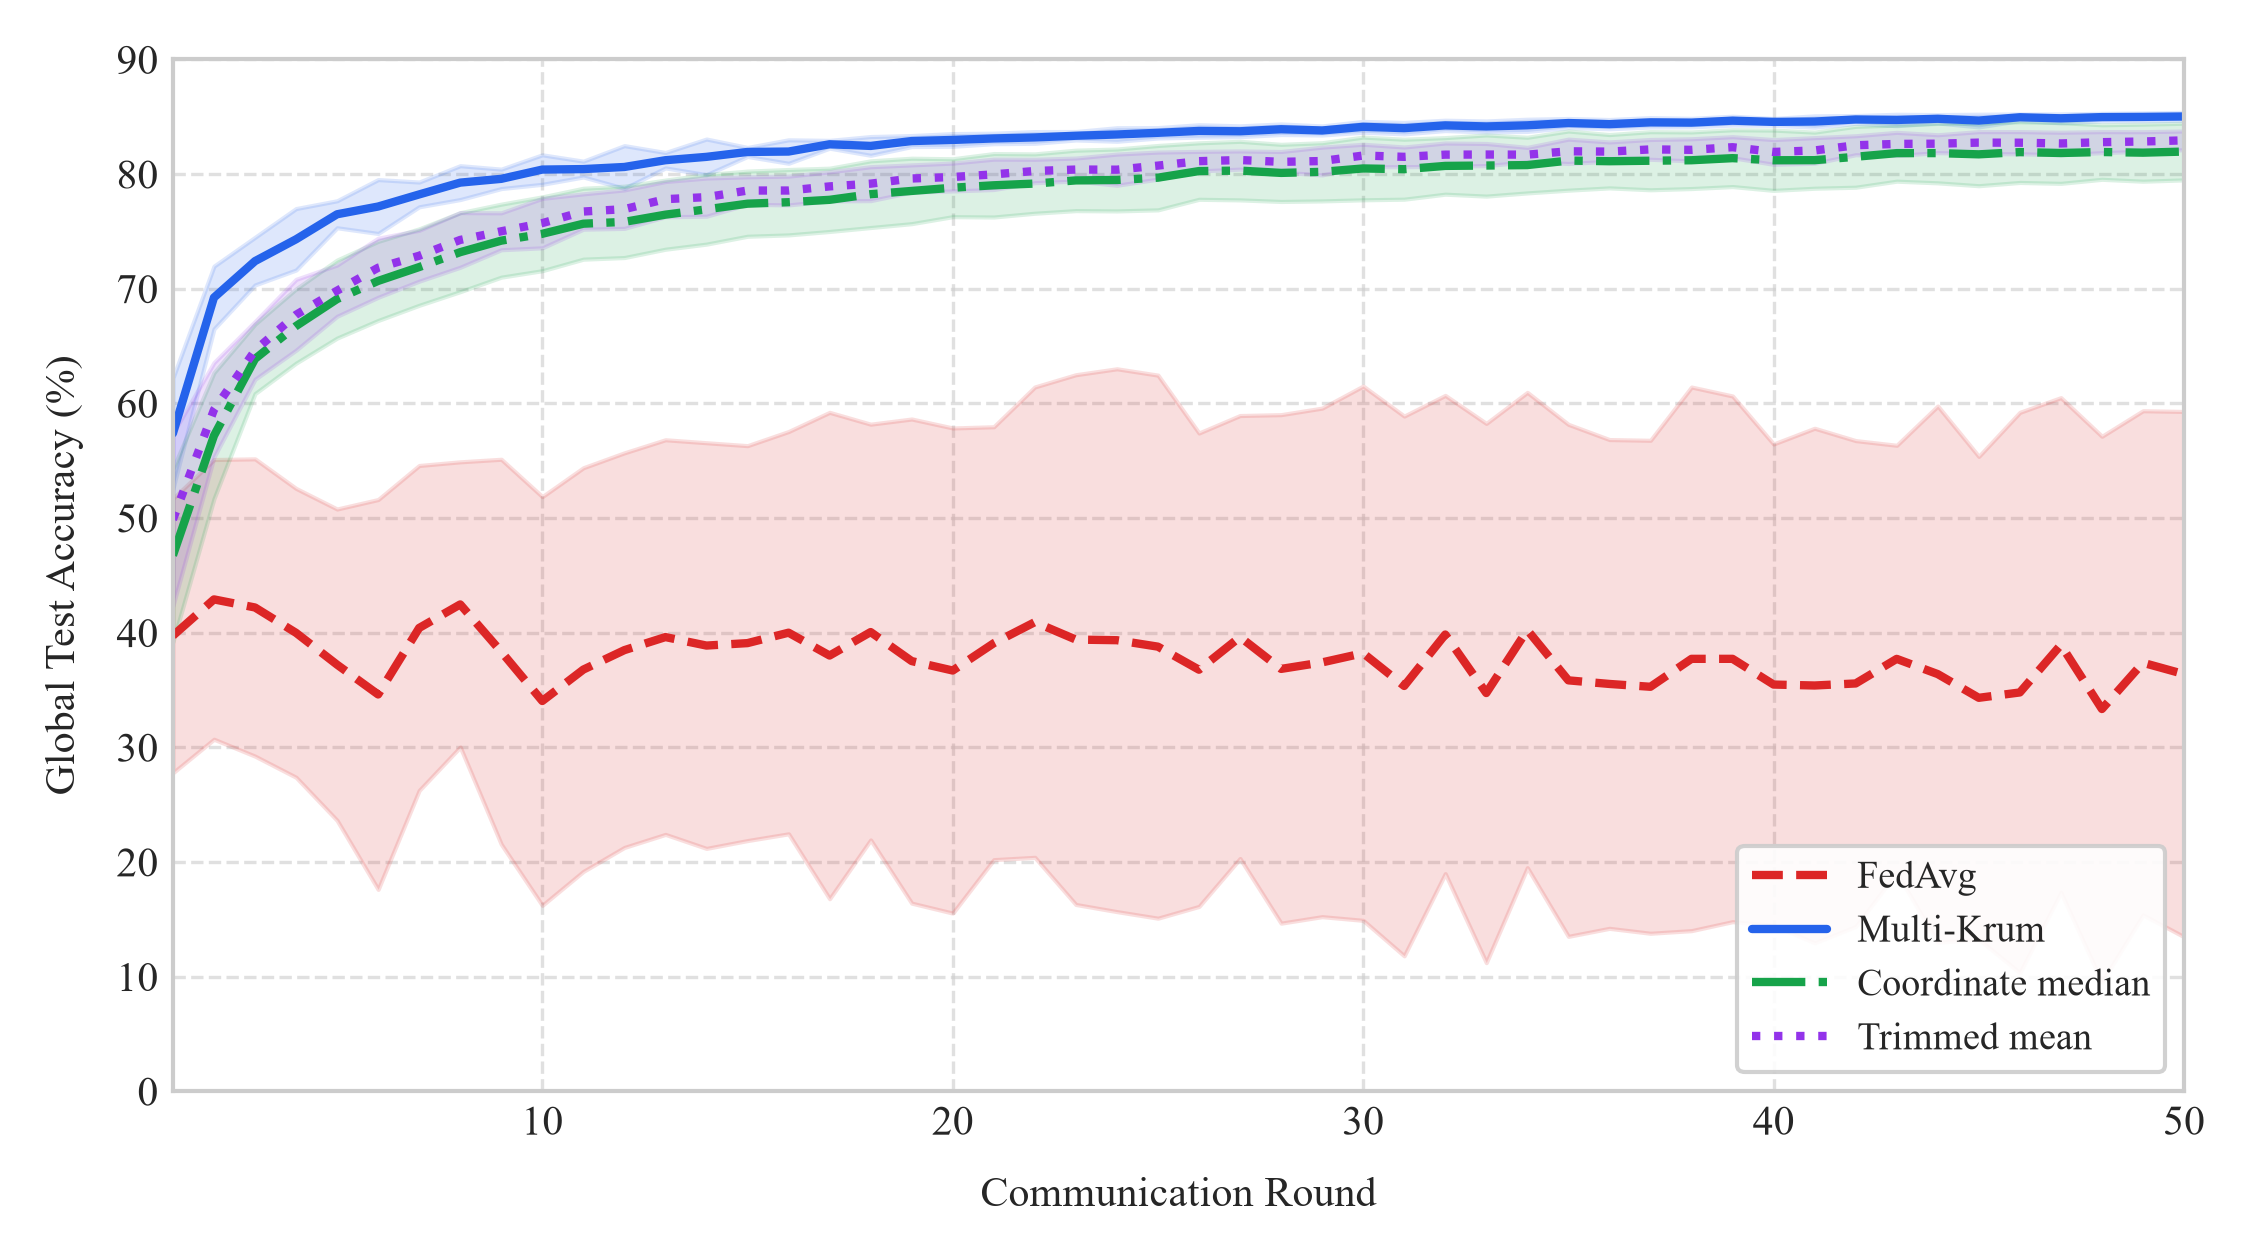 90
80
70
60
50
40
30
20
10
0
Global Test Accuracy (%)
10 20 30 40 50
Communication Round
FedAvg
Multi-Krum
Coordinate median
Trimmed mean